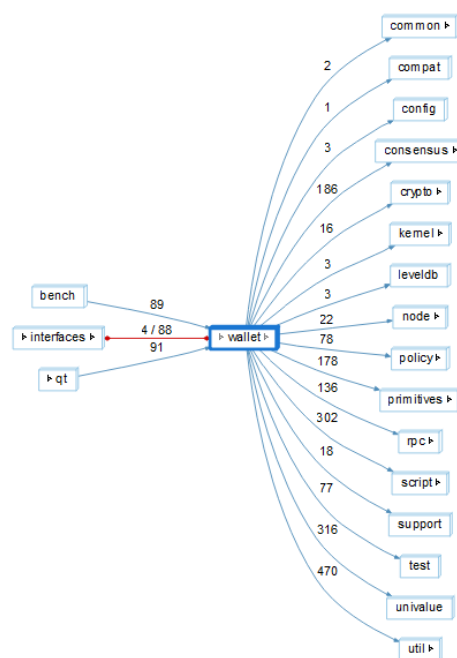 common
2
compat
1
config
3
consensus
186
crypto
16
kernel
3
leveldb
3
bench
89
node
22
interfaces
4 / 88
wallet
policy
78
qt
91
primitives
178
rpc
136
script
302
support
18
test
77
univalue
316
util
470